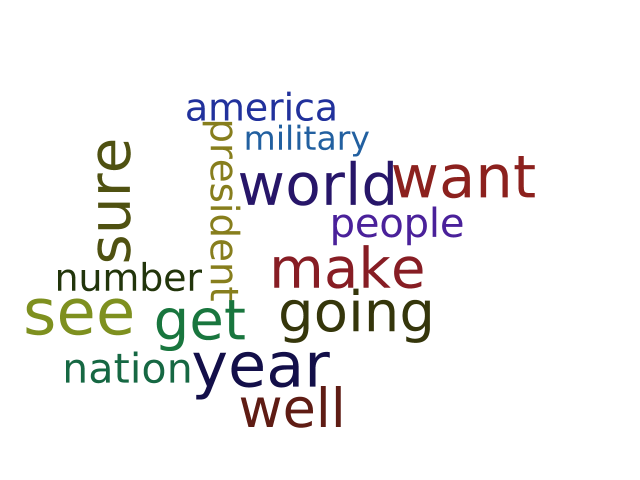 america
military
sure
president
world
want
people
number
make
see
get
going
nation
year
well